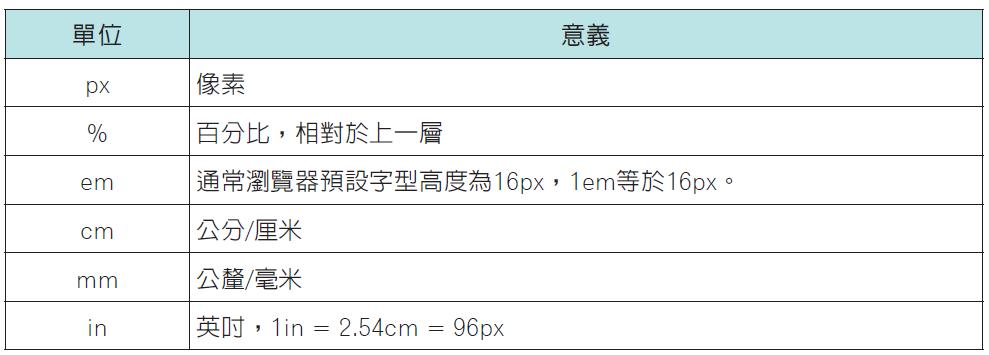 單位 意義
px 像素
% 百分比，相對於上一層
em 通常瀏覽器預設字型高度為16px，1em等於16px。
cm 公分/厘米
mm 公釐/毫米
in 英吋，1in = 2.54cm = 96px